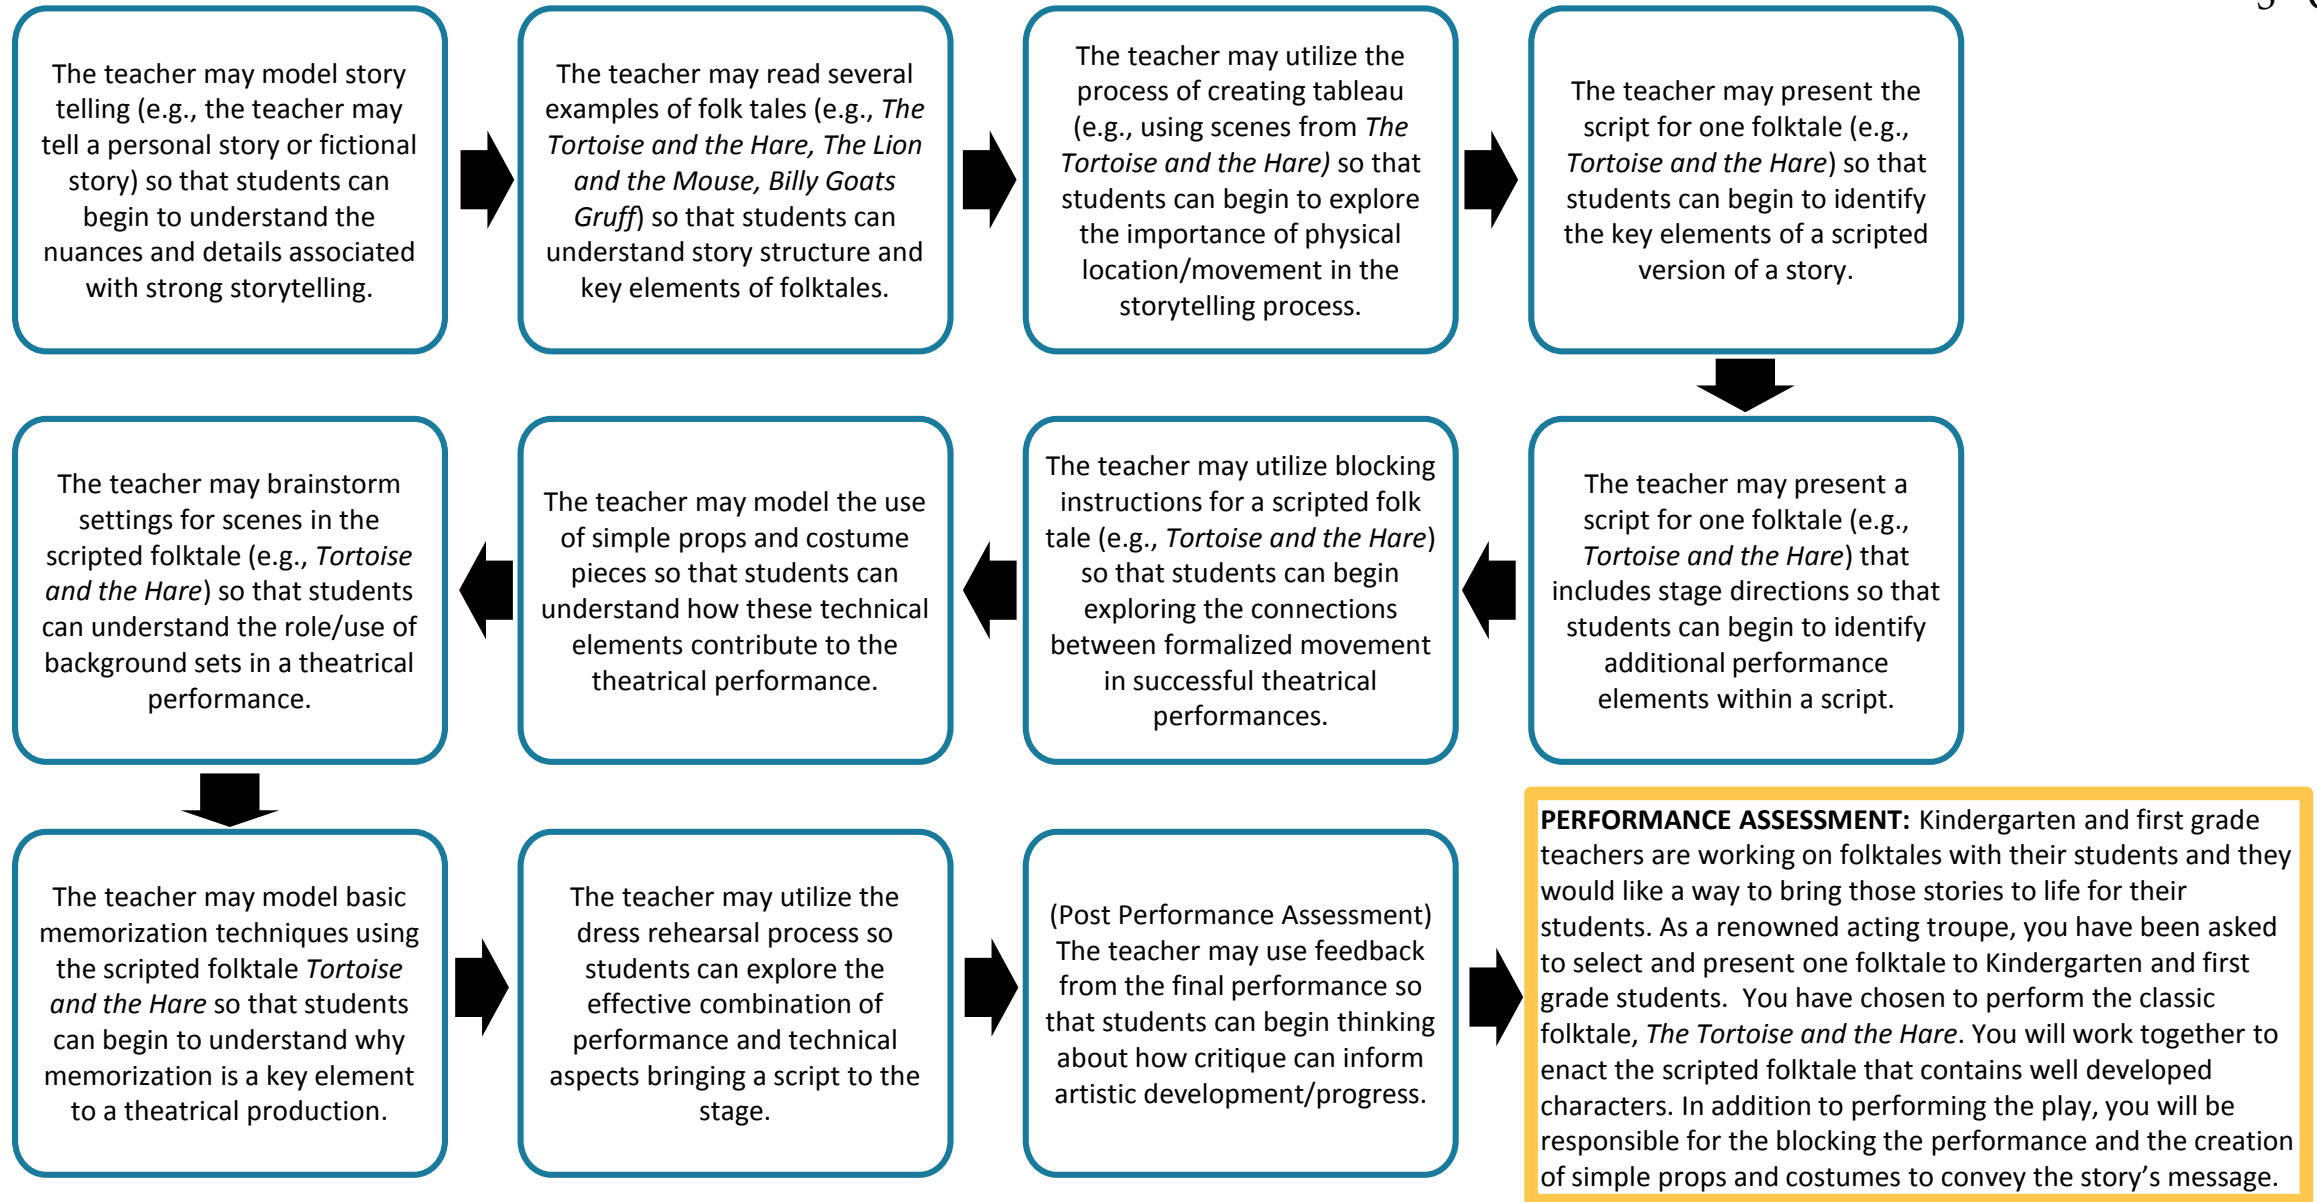 The teacher may model story
telling (e.g., the teacher may
tell a personal story or fictional
story) so that students can
begin to understand the
nuances and details associated
with strong storytelling.
The teacher may read several
examples of folk tales (e.g., The
Tortoise and the Hare, The Lion
and the Mouse, Billy Goats
Gruff) so that students can
understand story structure and
key elements of folktales.
The teacher may utilize the
process of creating tableau
(e.g., using scenes from The
Tortoise and the Hare) so that
students can begin to explore
the importance of physical
location/movement in the
storytelling process.
The teacher may present the
script for one folktale (e.g.,
Tortoise and the Hare) so that
students can begin to identify
the key elements of a scripted
version of a story.
The teacher may present a
script for one folktale (e.g.,
Tortoise and the Hare) that
includes stage directions so that
students can begin to identify
additional performance
elements within a script.
The teacher may utilize blocking
instructions for a scripted folk
tale (e.g., Tortoise and the Hare)
so that students can begin
exploring the connections
between formalized movement
in successful theatrical
performances.
The teacher may model the use
of simple props and costume
pieces so that students can
understand how these technical
elements contribute to the
theatrical performance.
The teacher may brainstorm
settings for scenes in the
scripted folktale (e.g., Tortoise
and the Hare) so that students
can understand the role/use of
background sets in a theatrical
performance.
The teacher may model basic
memorization techniques using
the scripted folktale Tortoise
and the Hare so that students
can begin to understand why
memorization is a key element
to a theatrical production.
The teacher may utilize the
dress rehearsal process so
students can explore the
effective combination of
performance and technical
aspects bringing a script to the
stage.
(Post Performance Assessment)
The teacher may use feedback
from the final performance so
that students can begin thinking
about how critique can inform
artistic development/progress.
PERFORMANCE ASSESSMENT: Kindergarten and first grade
teachers are working on folktales with their students and they
would like a way to bring those stories to life for their
students. As a renowned acting troupe, you have been asked
to select and present one folktale to Kindergarten and first
grade students.  You have chosen to perform the classic
folktale, The Tortoise and the Hare. You will work together to
enact the scripted folktale that contains well developed
characters. In addition to performing the play, you will be
responsible for the blocking the performance and the creation
of simple props and costumes to convey the story's message.